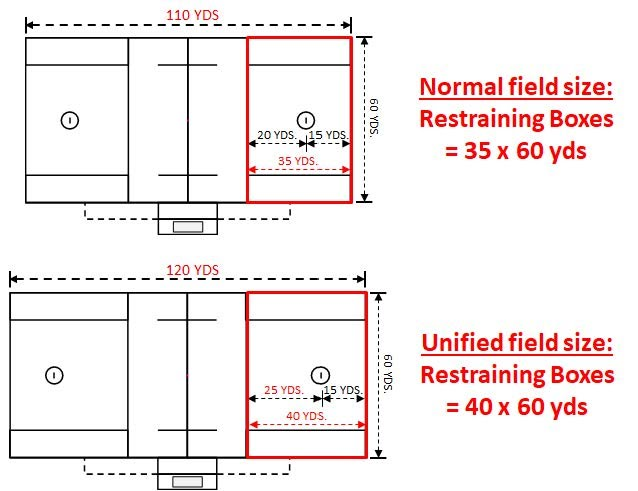 110 YDS
Normal field size:
Restraining Boxes
= 35 x 60 yds
60 YDS.
20 YDS. 15 YDS.
35 YDS.
120 YDS
Unified field size:
Restraining Boxes
= 40 x 60 yds
60 YDS.
25 YDS. 15 YDS.
40 YDS.